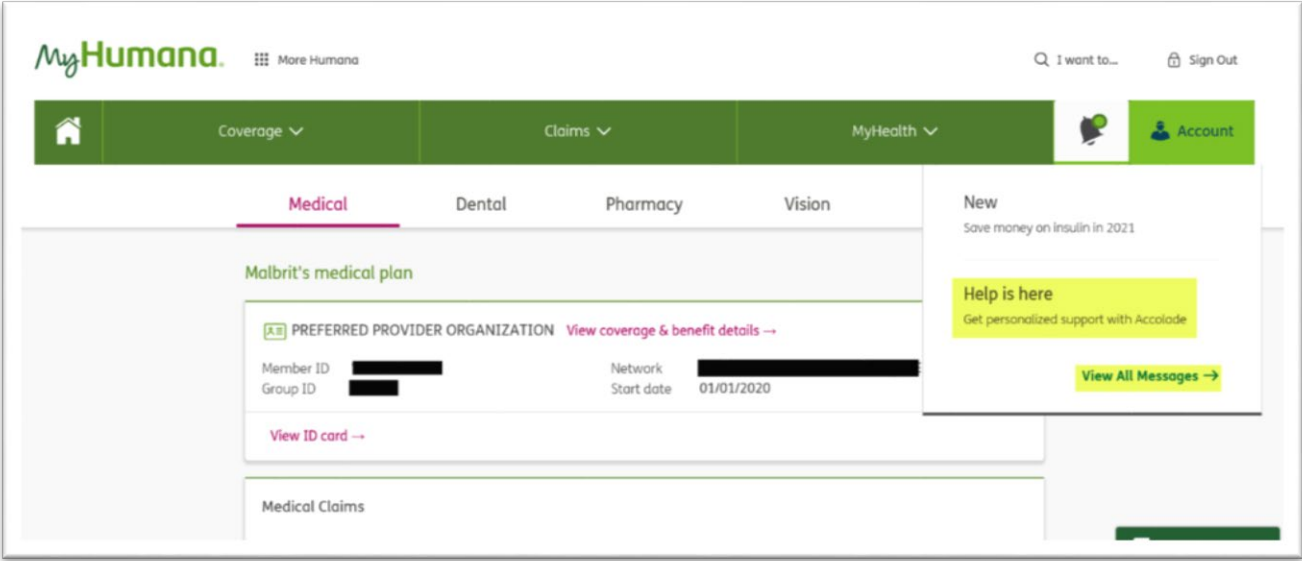 MyHumana.
More Humana
I want to...
Sign Out
Coverage
Claims
MyHealth
Account
Medical
Dental
Pharmacy
Vision
New
Save money on insulin in 2021
Help is here
Get personalized support with Accolade
View All Messages →
Malbrit's medical plan
PREFERRED PROVIDER ORGANIZATION View coverage & benefit details →
Member ID
Network
Group ID
Start date 01/01/2020
View ID card →
Medical Claims